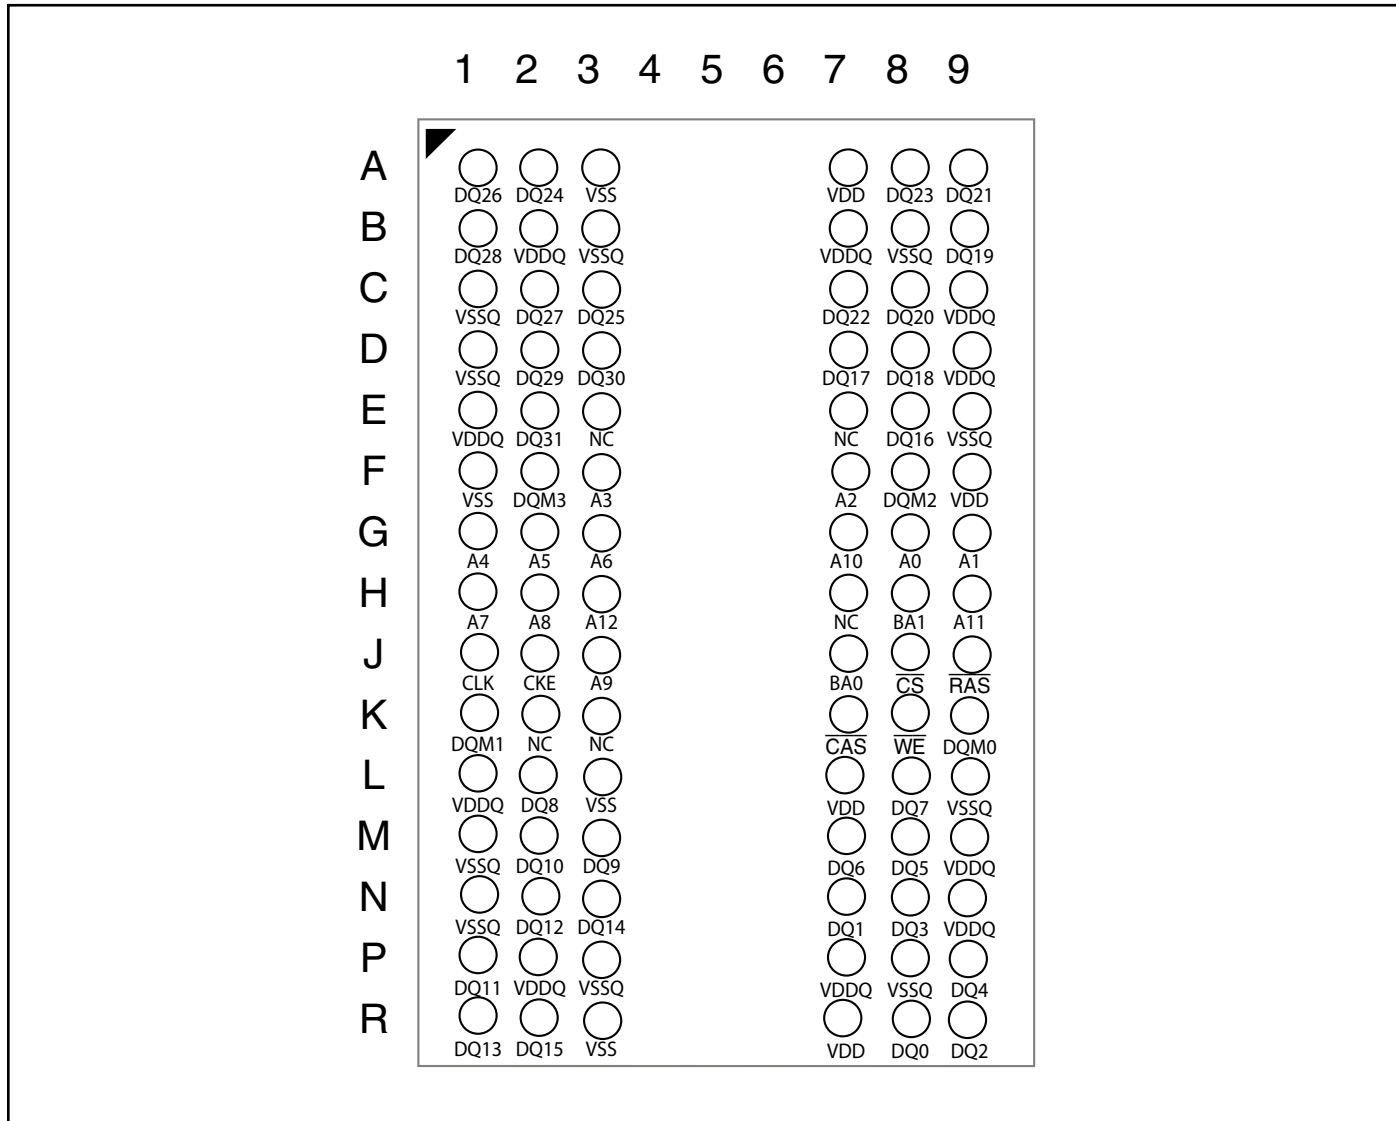 1 2 3 4 5 6 7 8 9
A
DQ26 DQ24 VSS VDD DQ23 DQ21
B
DQ28 VDDQ VSSQ VDDQ VSSQ DQ19
C
VSSQ DQ27 DQ25 DQ22 DQ20 VDDQ
D
VSSQ DQ29 DQ30 DQ17 DQ18 VDDQ
E
VDDQ DQ31 NC NC DQ16 VSSQ
F
VSS DQM3 A3 A2 DQM2 VDD
G
A4 A5 A6 A10 A0 A1
H
A7 A8 A12 NC BA1 A11
J
CLK CKE A9 BA0 C̅S̅ R̅A̅S̅
K
DQM1 NC NC C̅A̅S̅ W̅E̅ DQM0
L
VDDQ DQ8 VSS VDD DQ7 VSSQ
M
VSSQ DQ10 DQ9 DQ6 DQ5 VDDQ
N
VSSQ DQ12 DQ14 DQ1 DQ3 VDDQ
P
DQ11 VDDQ VSSQ VDDQ VSSQ DQ4
R
DQ13 DQ15 VSS VDD DQ0 DQ2